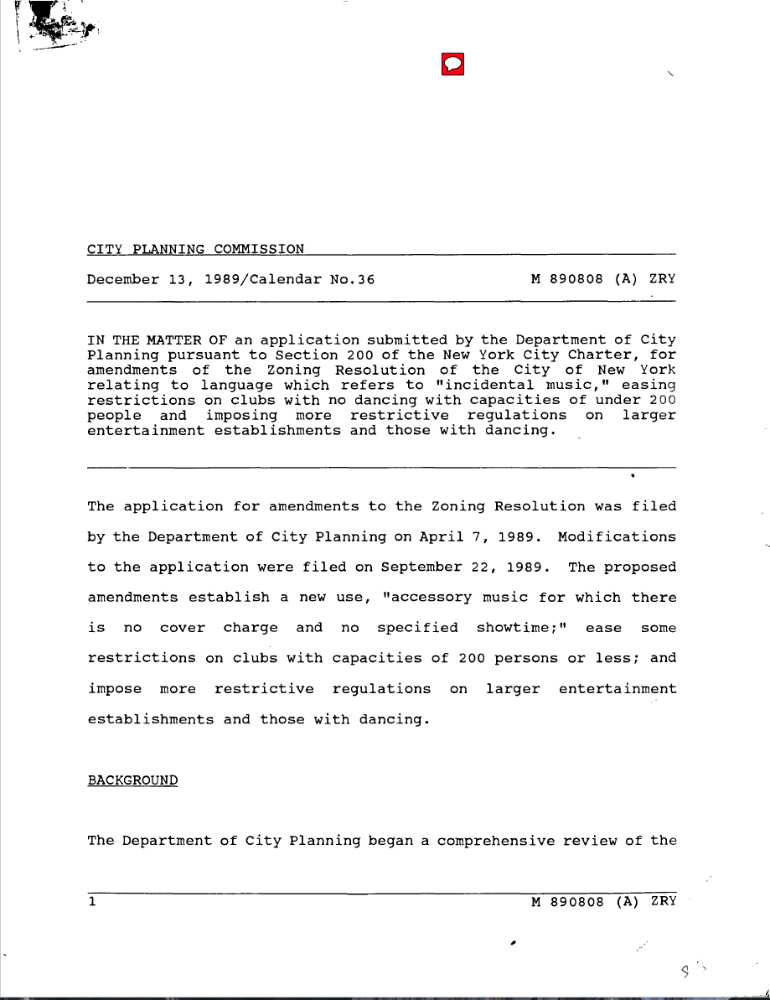 CITY PLANNING COMMISSION
December 13, 1989/Calendar No.36 M 890808 (A) ZRY
IN THE MATTER OF an application submitted by the Department of City
Planning pursuant to Section 200 of the New York City Charter, for
amendments of the Zoning Resolution of the City of New York
relating to language which refers to "incidental music," easing
restrictions on clubs with no dancing with capacities of under 200
people and imposing more restrictive regulations on larger
entertainment establishments and those with dancing.
The application for amendments to the Zoning Resolution was filed
by the Department of City Planning on April 7, 1989. Modifications
to the application were filed on September 22, 1989. The proposed
amendments establish a new use, "accessory music for which there
is no cover charge and no specified showtime;" ease some
restrictions on clubs with capacities of 200 persons or less; and
impose more restrictive regulations on larger entertainment
establishments and those with dancing.
BACKGROUND
The Department of City Planning began a comprehensive review of the
1 M 890808 (A) ZRY